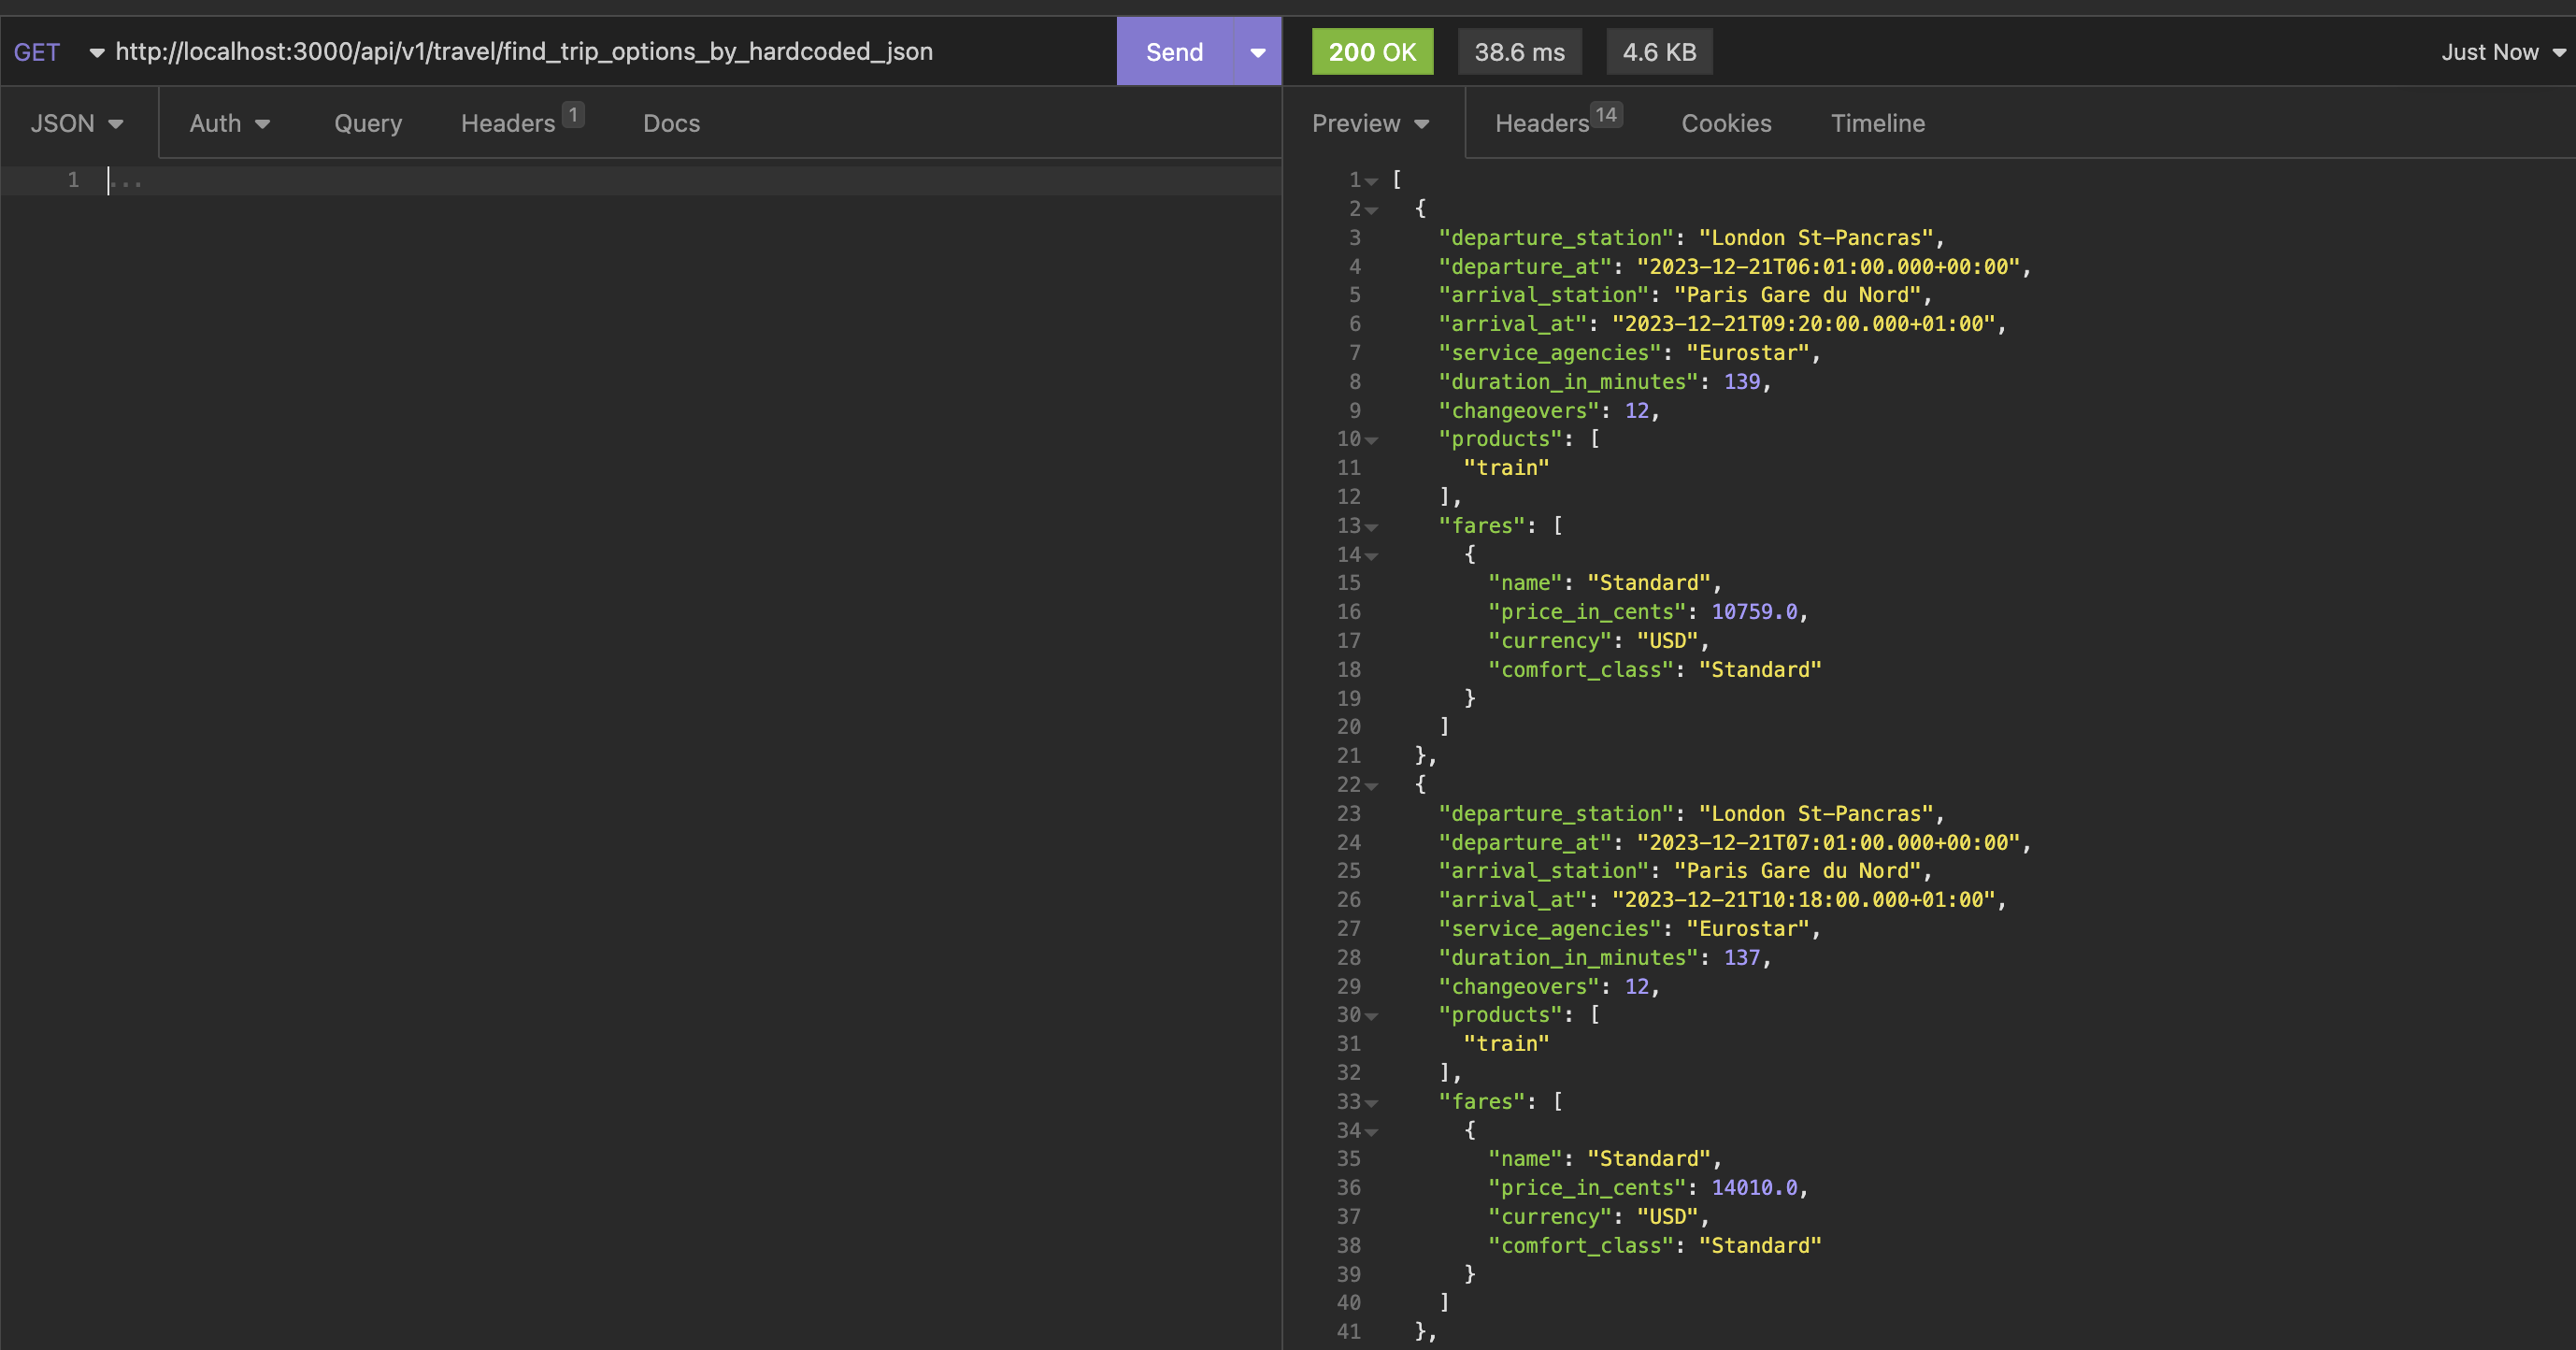 GET http://localhost:3000/api/v1/travel/find_trip_options_by_hardcoded_json Send 200 OK 38.6 ms 4.6 KB Just Now
JSON Auth Query Headers 1 Docs Preview Headers 14 Cookies Timeline
1 ...
1 [
2 {
3 "departure_station": "London St-Pancras",
4 "departure_at": "2023-12-21T06:01:00.000+00:00",
5 "arrival_station": "Paris Gare du Nord",
6 "arrival_at": "2023-12-21T09:20:00.000+01:00",
7 "service_agencies": "Eurostar",
8 "duration_in_minutes": 139,
9 "changeovers": 12,
10 "products": [
11 "train"
12 ],
13 "fares": [
14 {
15 "name": "Standard",
16 "price_in_cents": 10759.0,
17 "currency": "USD",
18 "comfort_class": "Standard"
19 }
20 ]
21 },
22 {
23 "departure_station": "London St-Pancras",
24 "departure_at": "2023-12-21T07:01:00.000+00:00",
25 "arrival_station": "Paris Gare du Nord",
26 "arrival_at": "2023-12-21T10:18:00.000+01:00",
27 "service_agencies": "Eurostar",
28 "duration_in_minutes": 137,
29 "changeovers": 12,
30 "products": [
31 "train"
32 ],
33 "fares": [
34 {
35 "name": "Standard",
36 "price_in_cents": 14010.0,
37 "currency": "USD",
38 "comfort_class": "Standard"
39 }
40 ]
41 },